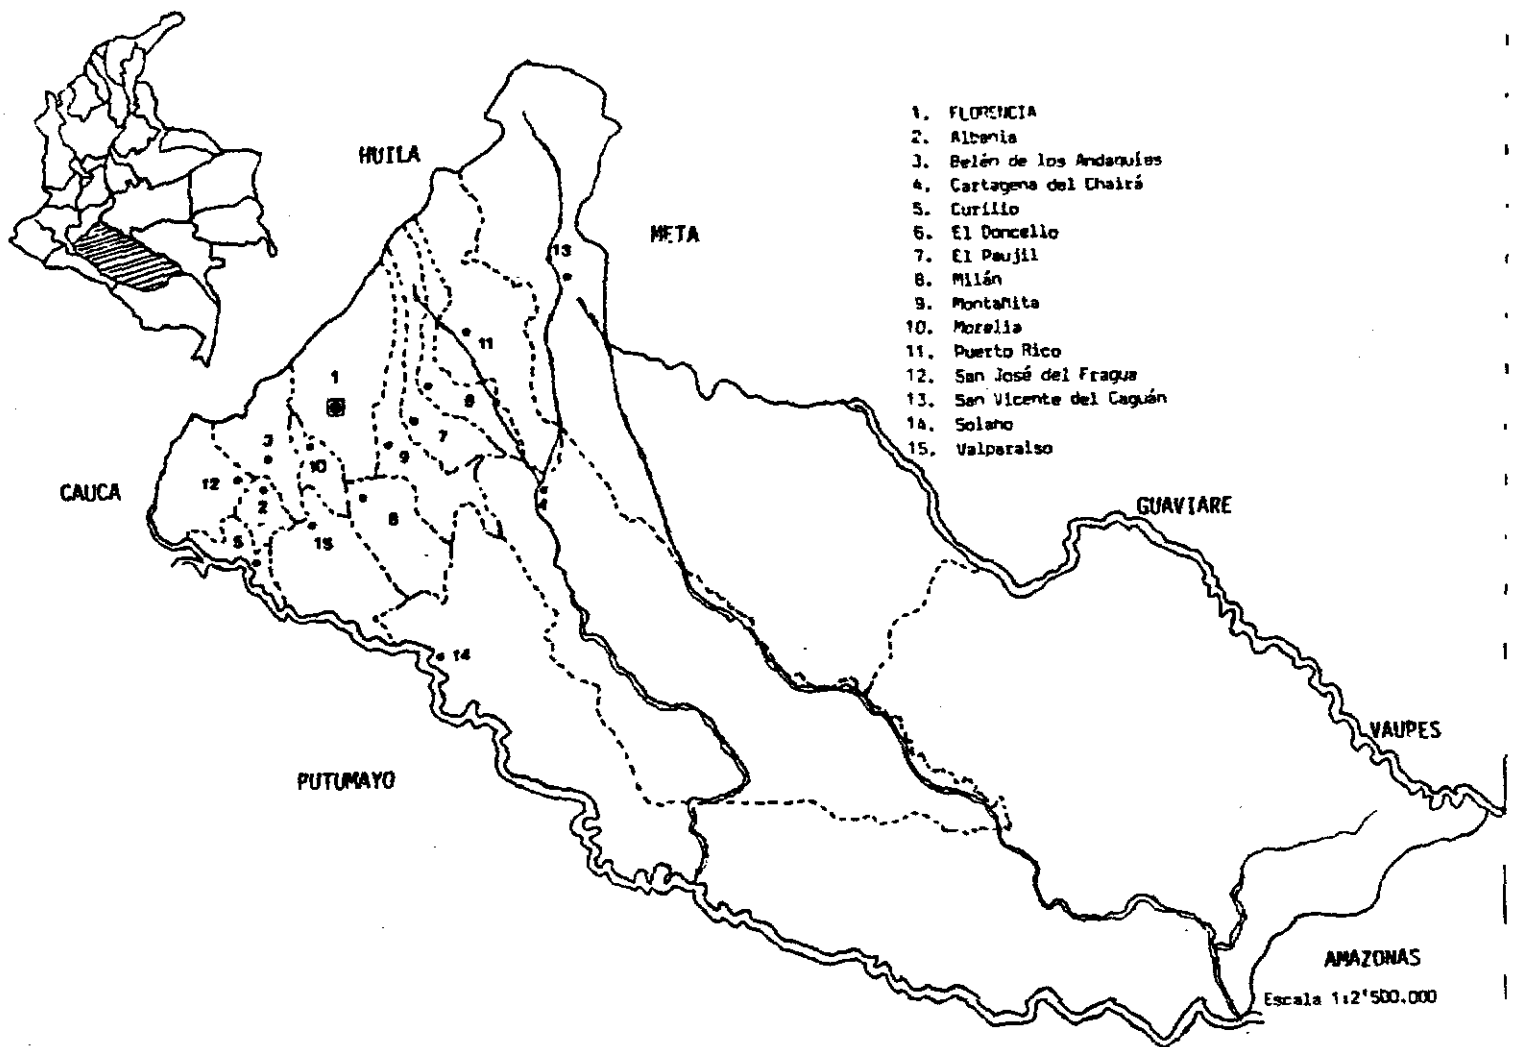 HUILA
META
CAUCA
PUTUMAYO
GUAVIARE
VAUPES
AMAZONAS
Escala 1:2'500.000
1. FLORENCIA
2. Albania
3. Belén de los Andaquíes
4. Cartagena del Chairá
5. Curillo
6. El Doncello
7. El Paujil
8. Milán
9. Montañita
10. Morelia
11. Puerto Rico
12. San José del Fragua
13. San Vicente del Caguán
14. Solano
15. Valparaiso
13
11
1
6
7
3
10
9
12
2
4
8
5
15
14